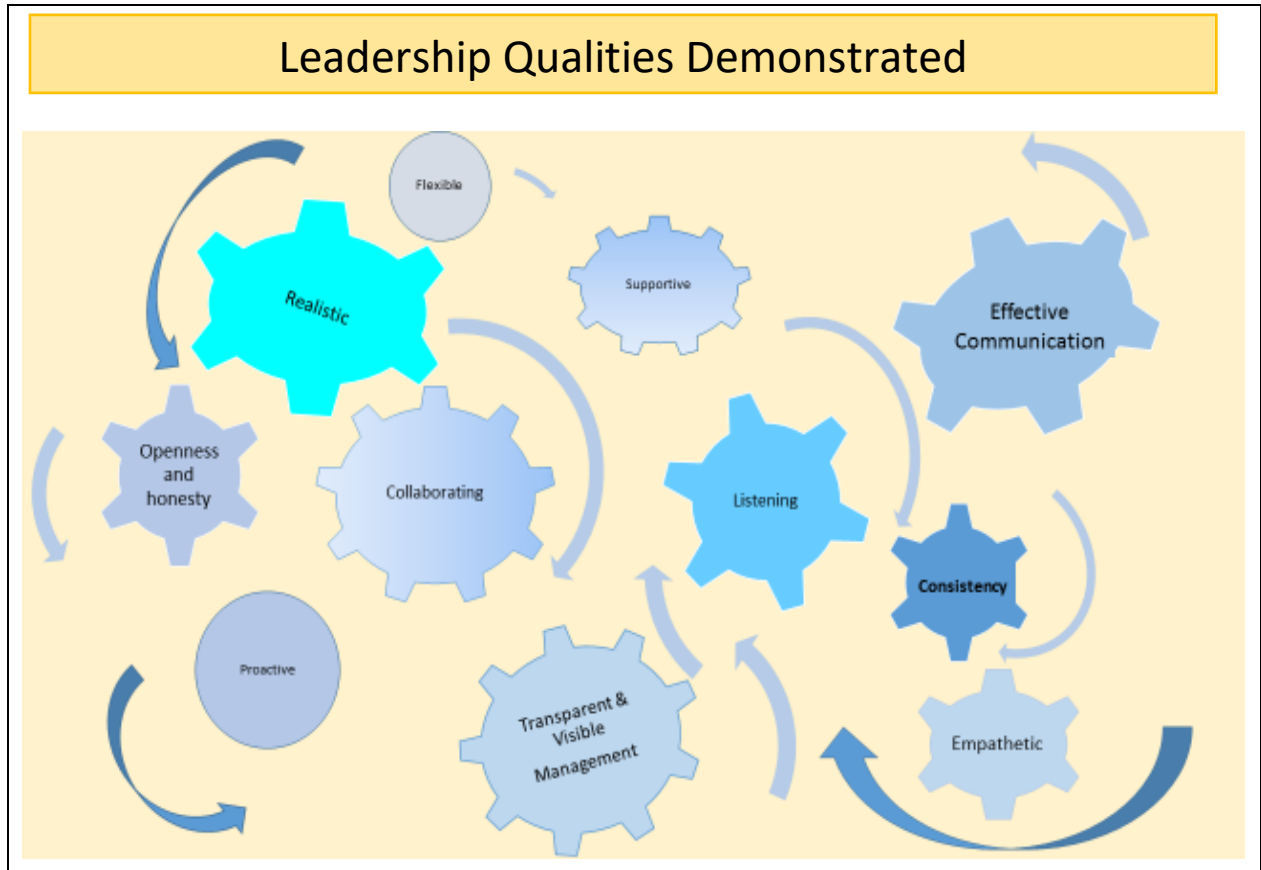 Leadership Qualities Demonstrated
Flexible
Realistic
Supportive
Effective
Communication
Openness
and
honesty
Collaborating
Listening
Consistency
Proactive
Transparent &
Visible
Management
Empathetic